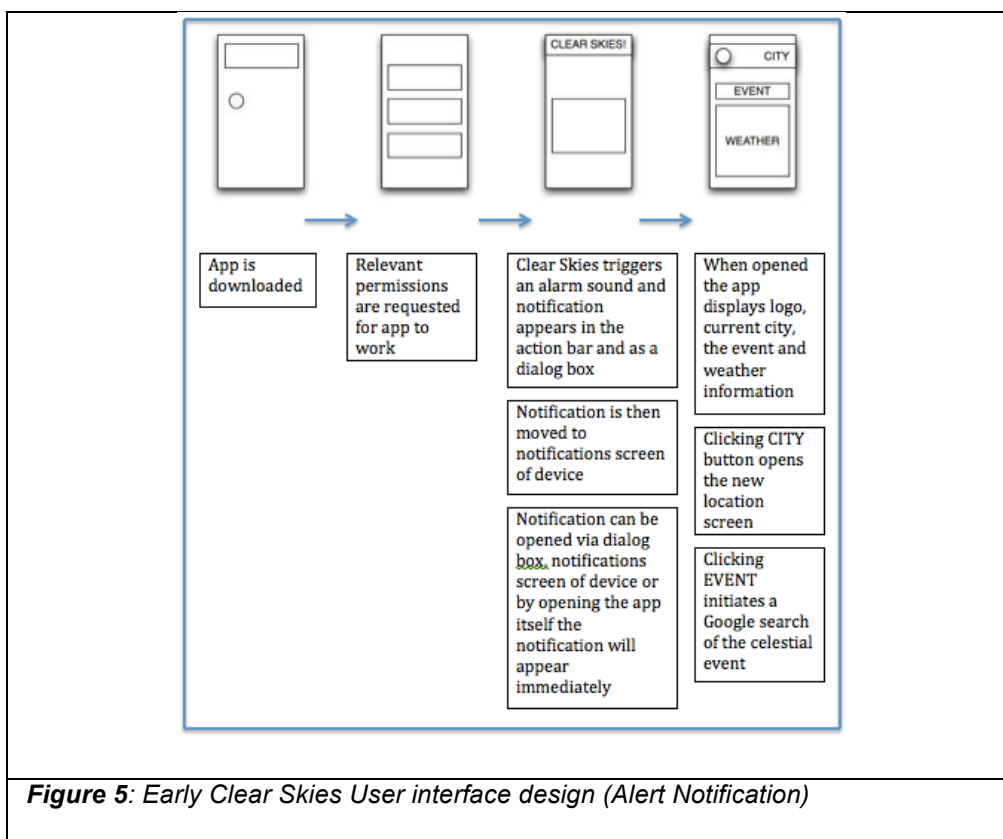 CLEAR SKIES!
CITY
EVENT
WEATHER
App is
downloaded
Relevant
permissions
are requested
for app to
work
Clear Skies triggers
an alarm sound and
notification
appears in the
action bar and as a
dialog box
Notification is then
moved to
notifications screen
of device
Notification can be
opened via dialog
box, notifications
screen of device or
by opening the app
itself the
notification will
appear
immediately
When opened
the app
displays logo,
current city,
the event and
weather
information
Clicking CITY
button opens
the new
location
screen
Clicking
EVENT
initiates a
Google search
of the celestial
event
Figure 5: Early Clear Skies User interface design (Alert Notification)